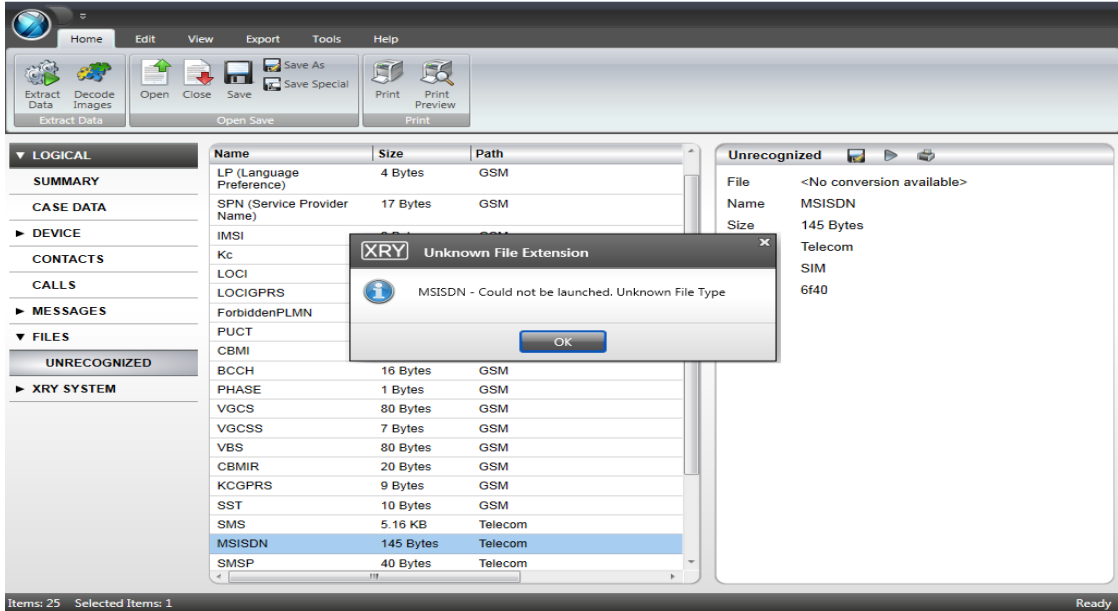 Home Edit View Export Tools Help
Extract Data
Decode Images
Open
Close
Save
Save As
Save Special
Print
Print Preview
Extract Data
Open Save
Print
▼ LOGICAL
SUMMARY
CASE DATA
► DEVICE
CONTACTS
CALLS
► MESSAGES
▼ FILES
UNRECOGNIZED
► XRY SYSTEM
Name Size Path
LP (Language Preference) 4 Bytes GSM
SPN (Service Provider Name) 17 Bytes GSM
IMSI
Kc
LOCI
LOCIGPRS
ForbiddenPLMN
PUCT
CBMI
BCCH 16 Bytes GSM
PHASE 1 Bytes GSM
VGCS 80 Bytes GSM
VGCSS 7 Bytes GSM
VBS 80 Bytes GSM
CBMIR 20 Bytes GSM
KCGPRS 9 Bytes GSM
SST 10 Bytes GSM
SMS 5.16 KB Telecom
MSISDN 145 Bytes Telecom
SMSP 40 Bytes Telecom
XRY Unknown File Extension
MSISDN - Could not be launched. Unknown File Type
OK
Unrecognized
File <No conversion available>
Name MSISDN
Size 145 Bytes
Telecom
SIM
6f40
Items: 25 Selected Items: 1
Ready